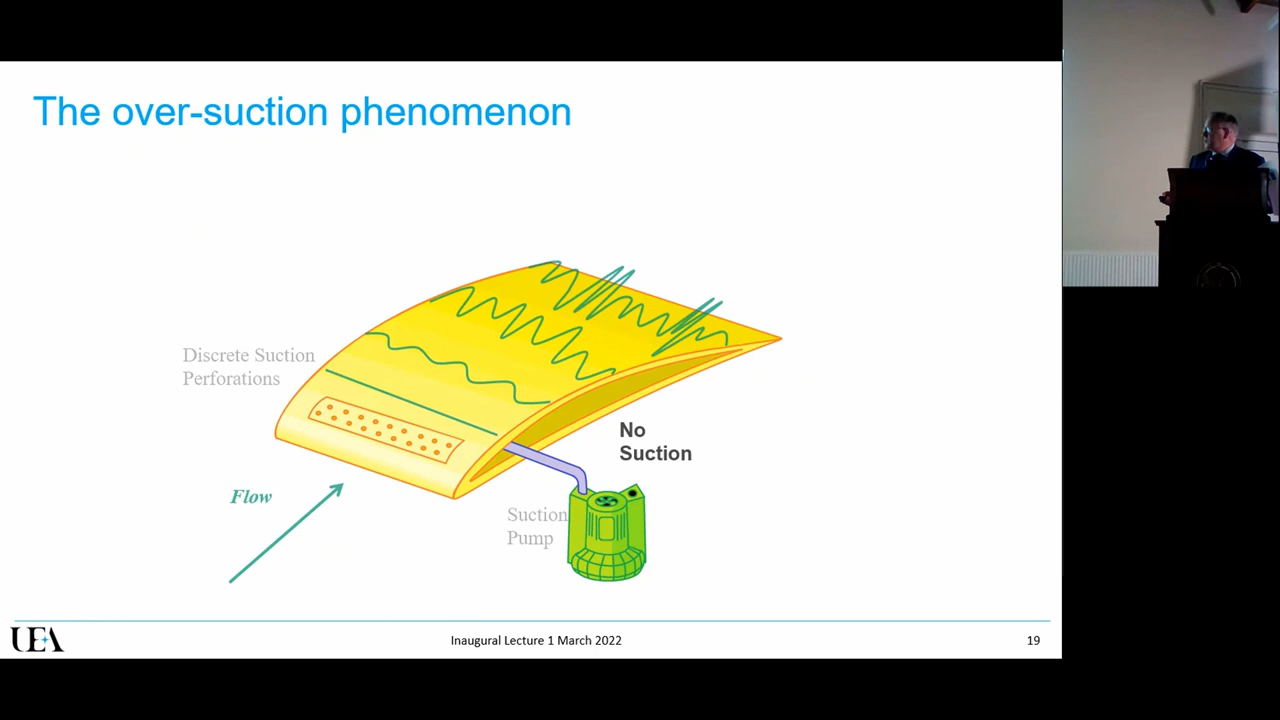 The over-suction phenomenon
Discrete Suction
Perforations
No
Suction
Flow
Suction
Pump
UEA
Inaugural Lecture 1 March 2022
19